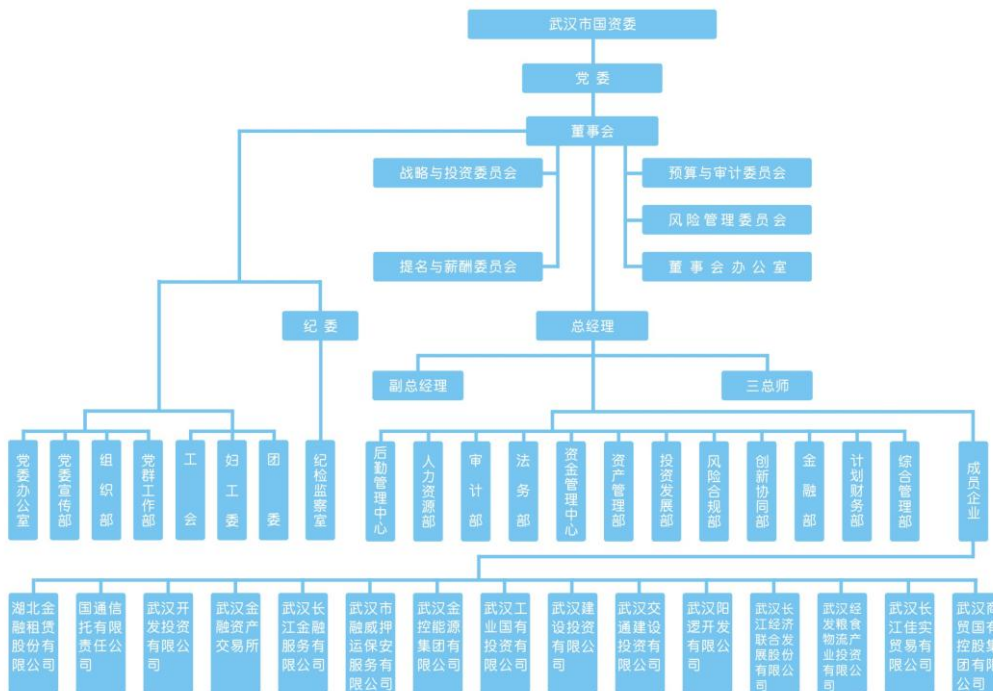 武汉市国资委
党委
董事会
战略与投资委员会
预算与审计委员会
风险管理委员会
提名与薪酬委员会
董事会办公室
纪委
总经理
副总经理
三总师
党委办公室
党委宣传部
组织部
党群工作部
工会
妇工委
团委
纪检监察室
后勤管理中心
人力资源部
审计部
法务部
资金管理中心
资产管理部
投资发展部
风险合规部
创新协同部
金融部
计划财务部
综合管理部
成员企业
湖北金
融租赁
股份有
限公司
国通信
托有限
责任公
司
武汉开
发投资
有限公
司
武汉金
融资产
交易所
武汉长
江金融
服务有
限公司
武汉市
融威押
运保安
服务有
限公司
武汉金
控能源
集团有
限公司
武汉工
业国有
投资有
限公司
武汉建
设投资
有限公
司
武汉交
通建设
投资有
限公司
武汉阳
逻开发
有限公
司
武汉长
江经济
联合发
展股份
有限公
司
武汉经
发粮食
物流产
业投资
有限公
司
武汉长
江佳实
贸易有
限公司
武汉商
贸国有
控股集
团有限
公司